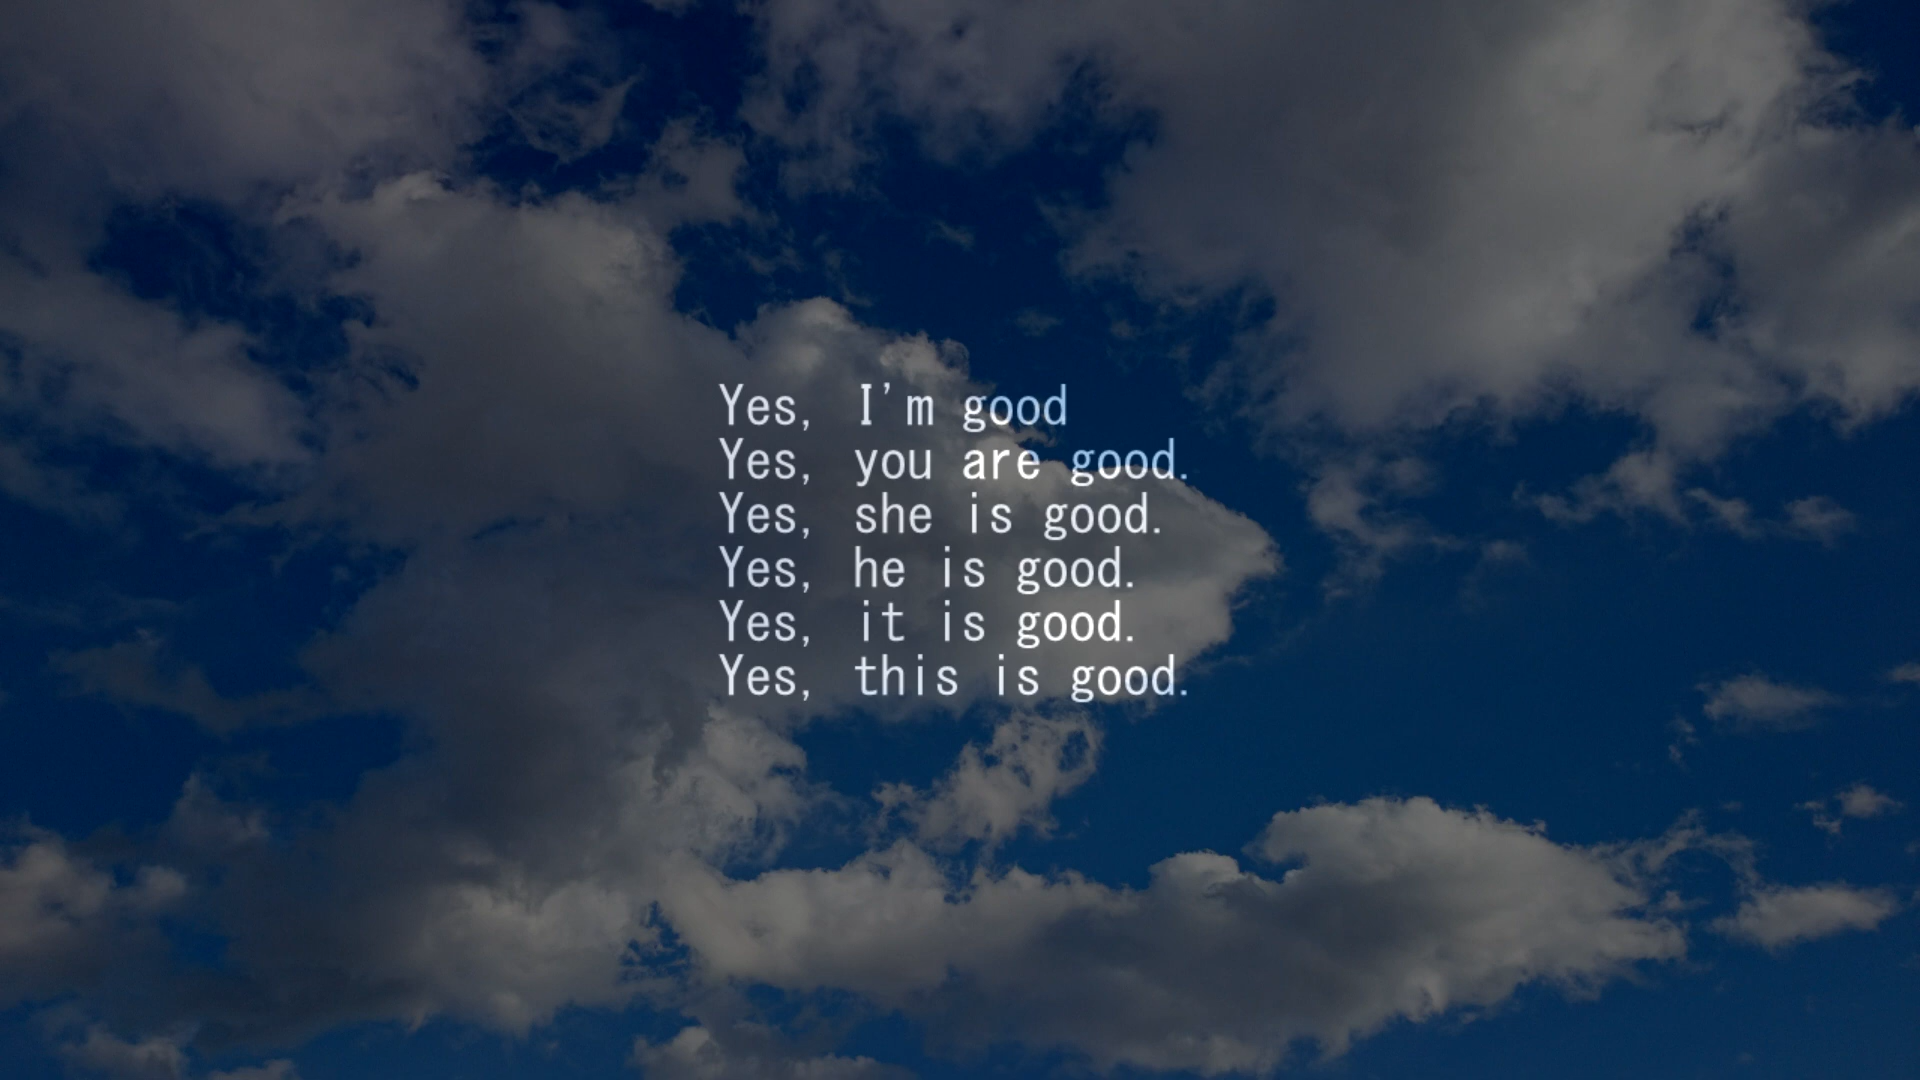 Yes, I'm good
Yes, you are good.
Yes, she is good.
Yes, he is good.
Yes, it is good.
Yes, this is good.